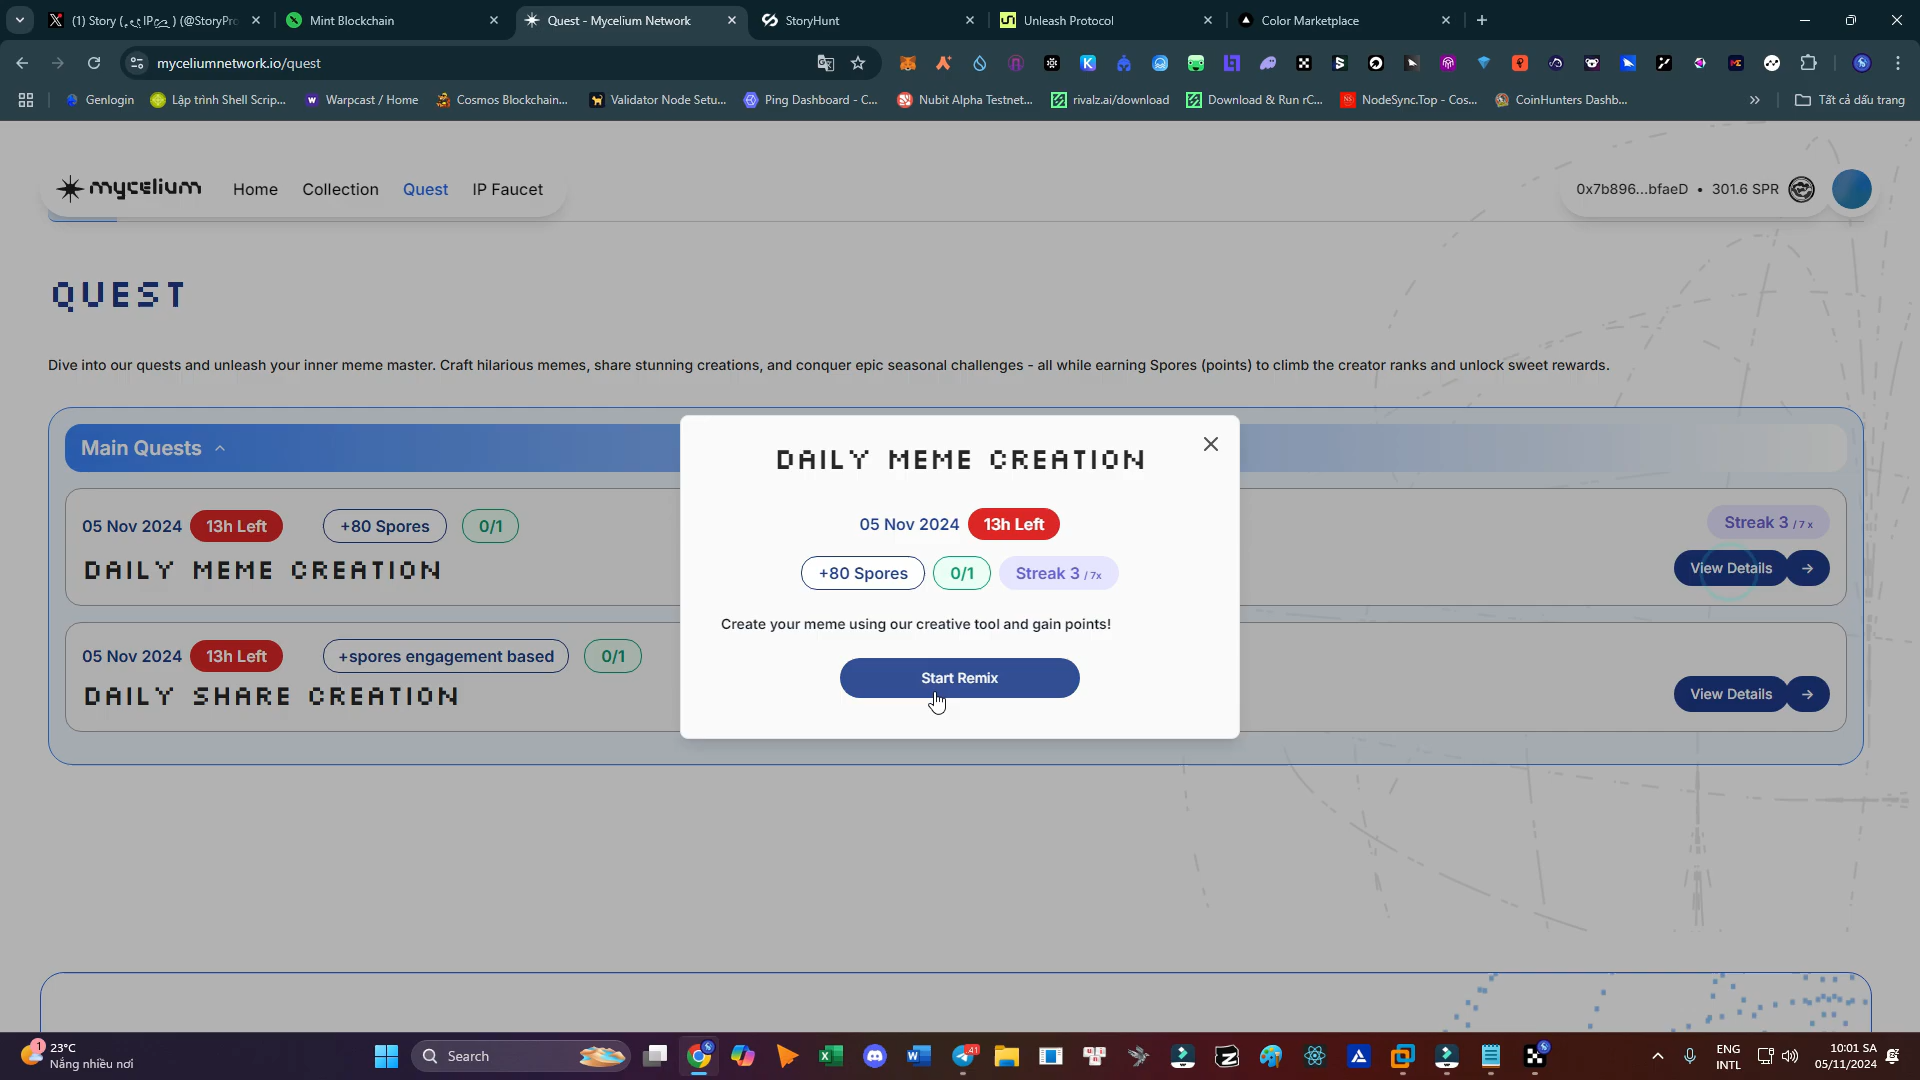 (1) Story ( IP ) (@StoryPro
Mint Blockchain
Quest - Mycelium Network
StoryHunt
Unleash Protocol
Color Marketplace
myceliumnetwork.io/quest
Genlogin
Lập trình Shell Scrip...
Warpcast / Home
Cosmos Blockchain...
Validator Node Setu...
Ping Dashboard - C...
Nubit Alpha Testnet...
rivalz.ai/download
Download & Run rC...
NodeSync.Top - Cos...
CoinHunters Dashb...
Tất cả dấu trang
mycelium
Home
Collection
Quest
IP Faucet
0x7b896...bfaeD • 301.6 SPR
QUEST
Dive into our quests and unleash your inner meme master. Craft hilarious memes, share stunning creations, and conquer epic seasonal challenges - all while earning Spores (points) to climb the creator ranks and unlock sweet rewards.
Main Quests
05 Nov 2024 13h Left +80 Spores 0/1
Streak 3 / 7 x
DAILY MEME CREATION
View Details
05 Nov 2024 13h Left +spores engagement based 0/1
DAILY SHARE CREATION
View Details
DAILY MEME CREATION
05 Nov 2024 13h Left
+80 Spores 0/1 Streak 3 / 7x
Create your meme using our creative tool and gain points!
Start Remix
1
23°C
Nắng nhiều nơi
Search
41
ENG
INTL
10:01 SA
05/11/2024